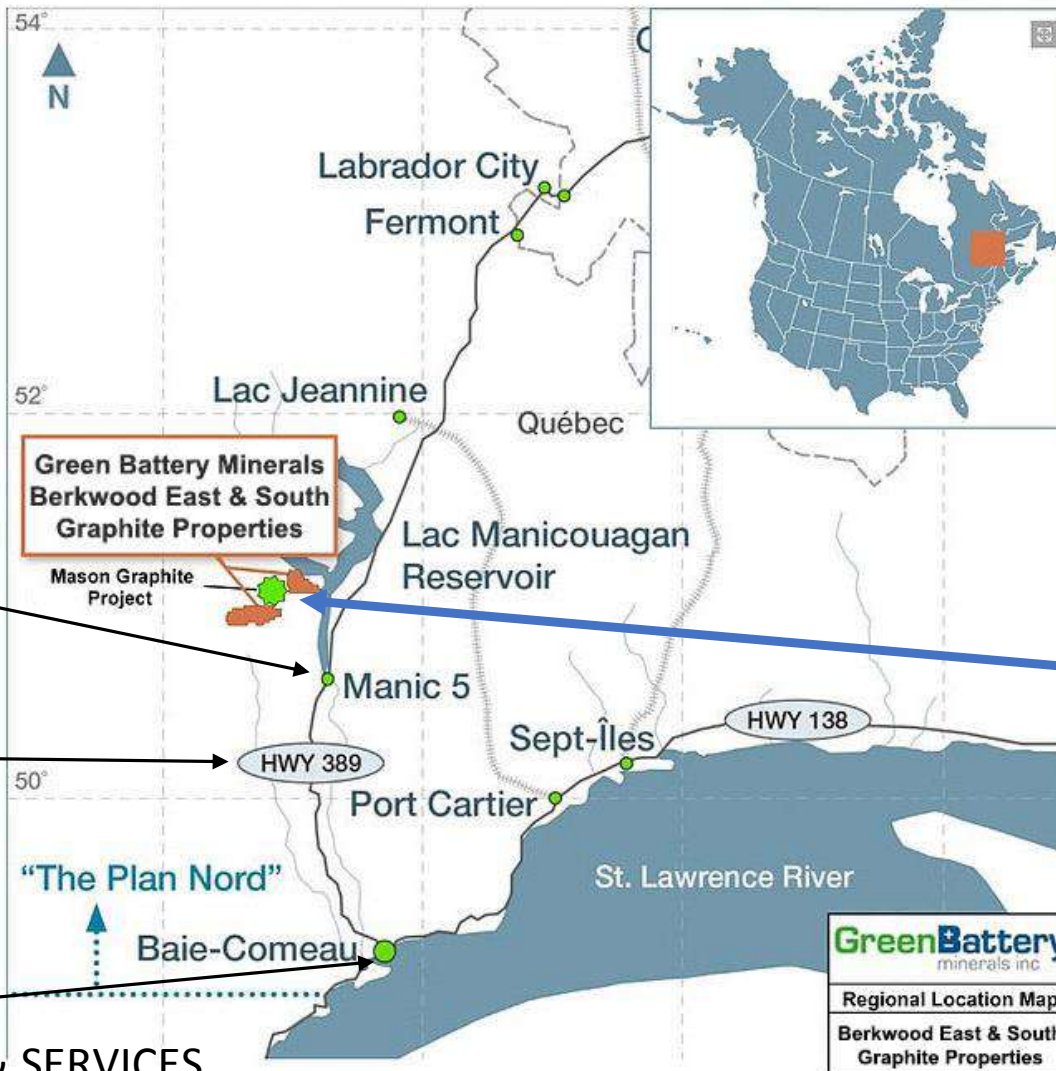 54°
N
Labrador City
Fermont
52°
Lac Jeannine
Québec
Green Battery Minerals
Berkwood East & South
Graphite Properties
Mason Graphite
Project
Lac Manicouagan
Reservoir
Manic 5
HWY 138
Sept-Îles
HWY 389
50°
Port Cartier
"The Plan Nord"
St. Lawrence River
Baie-Comeau
GreenBattery
minerals inc
Regional Location Map
Berkwood East & South
Graphite Properties
SERVICES